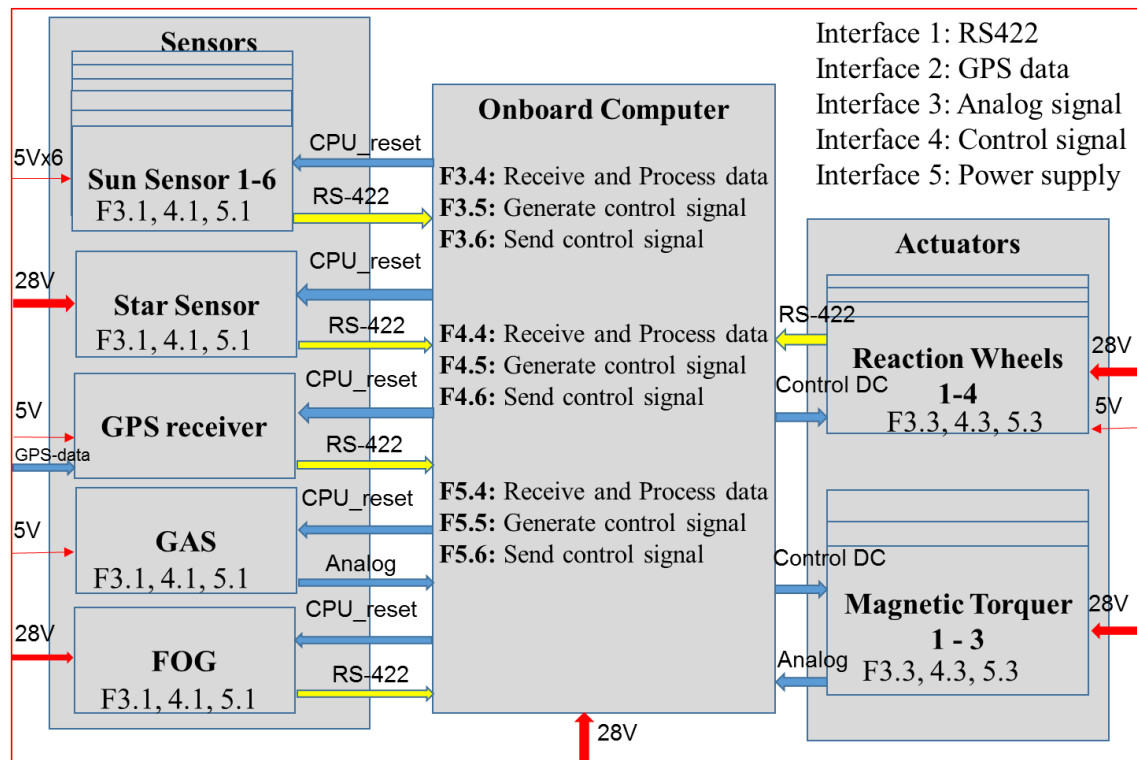 Sensors
5Vx6
Sun Sensor 1-6
F3.1, 4.1, 5.1
CPU_reset
RS-422
28V
Star Sensor
F3.1, 4.1, 5.1
CPU_reset
RS-422
5V
GPS-data
GPS receiver
CPU_reset
RS-422
5V
GAS
F3.1, 4.1, 5.1
CPU_reset
Analog
28V
FOG
F3.1, 4.1, 5.1
CPU_reset
RS-422
Onboard Computer
F3.4: Receive and Process data
F3.5: Generate control signal
F3.6: Send control signal
F4.4: Receive and Process data
F4.5: Generate control signal
F4.6: Send control signal
F5.4: Receive and Process data
F5.5: Generate control signal
F5.6: Send control signal
28V
Interface 1: RS422
Interface 2: GPS data
Interface 3: Analog signal
Interface 4: Control signal
Interface 5: Power supply
Actuators
RS-422
Control DC
Reaction Wheels
1-4
F3.3, 4.3, 5.3
28V
5V
Control DC
Analog
Magnetic Torquer
1 - 3
F3.3, 4.3, 5.3
28V